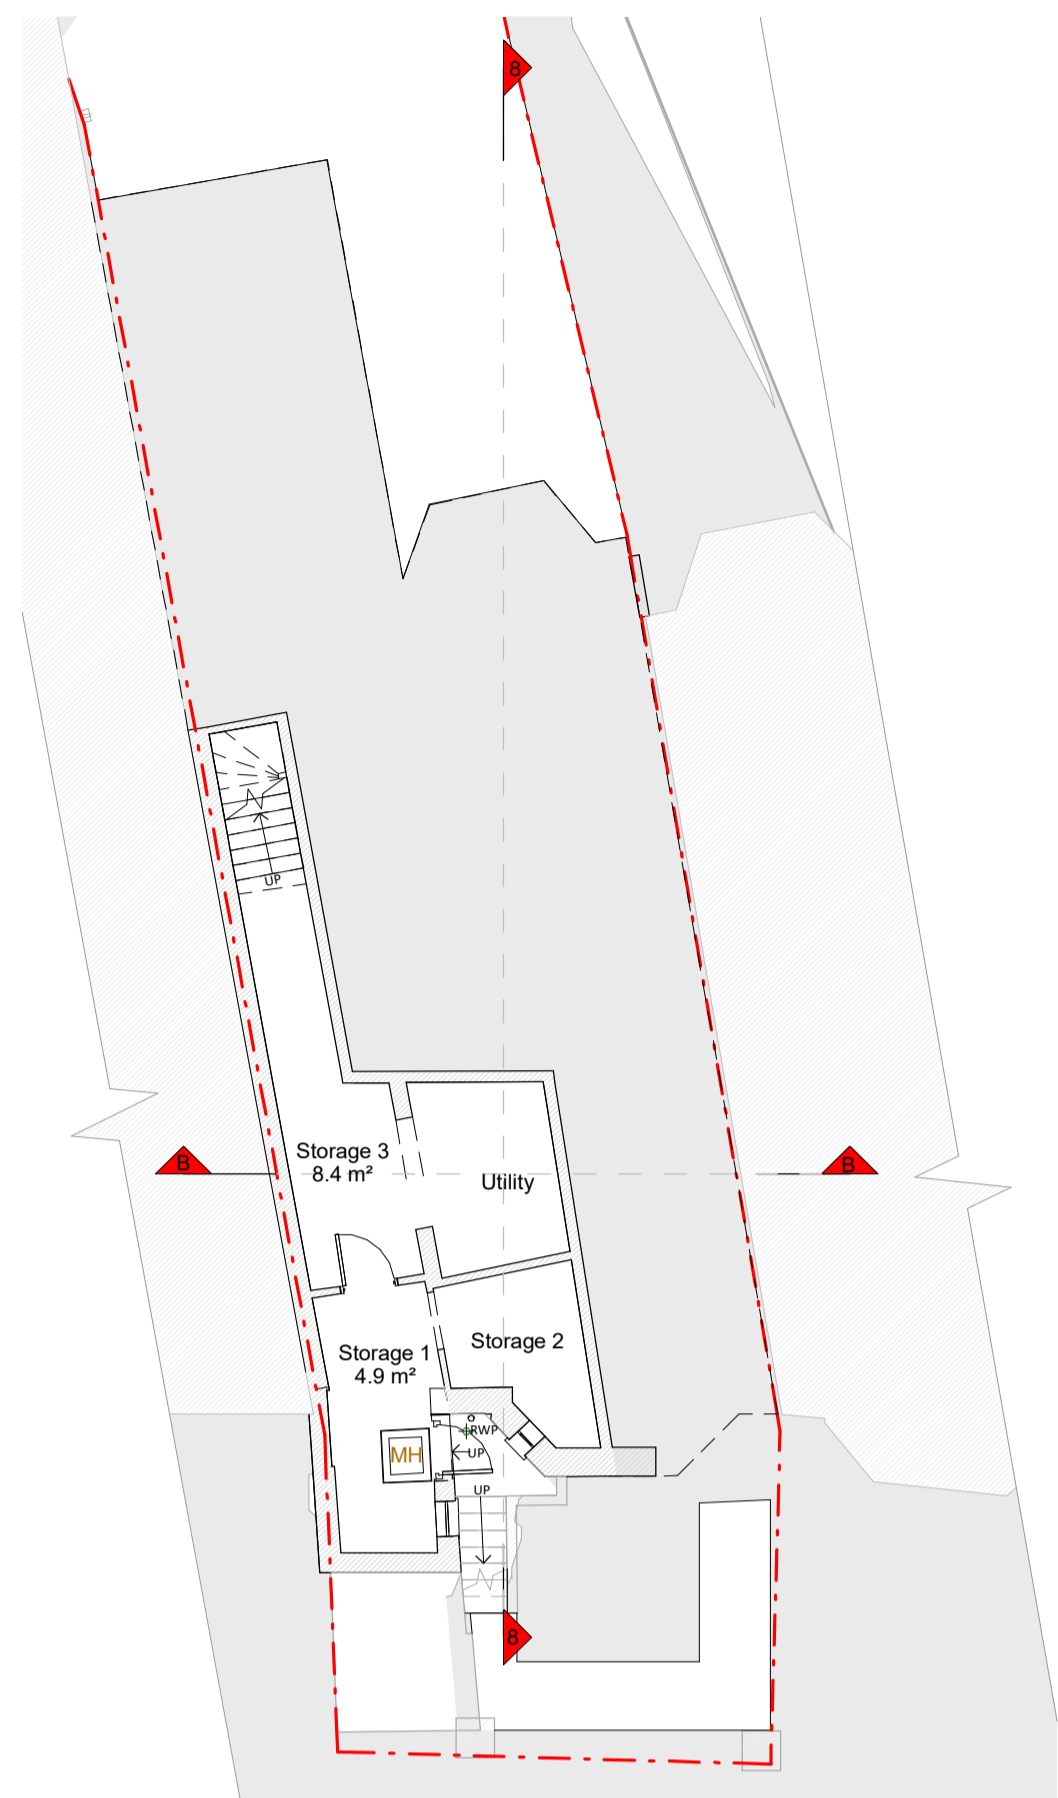 8
UP
Storage 3
8.4 m²
B
B
Utility
Storage 2
Storage 1
4.9 m²
RWP
MH
UP
UP
8